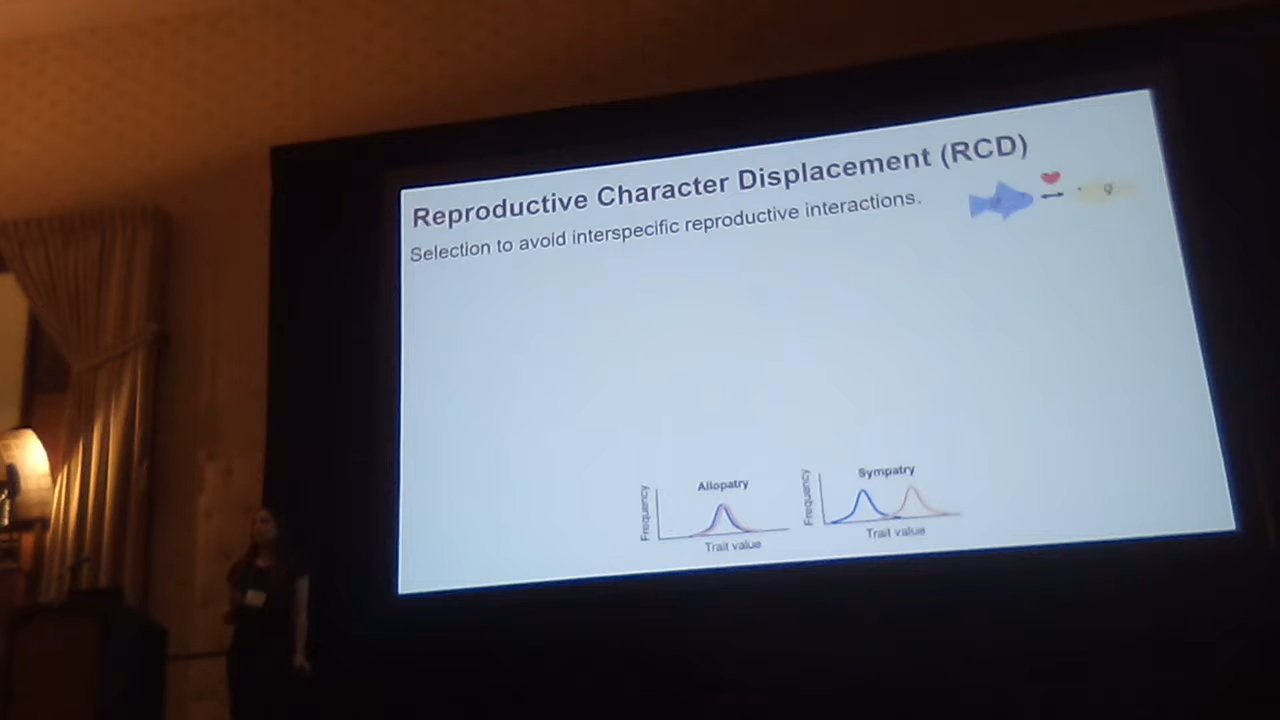 Reproductive Character Displacement (RCD)
Selection to avoid interspecific reproductive interactions.
Allopatry
Frequency
Trait value
Sympatry
Frequency
Trait value